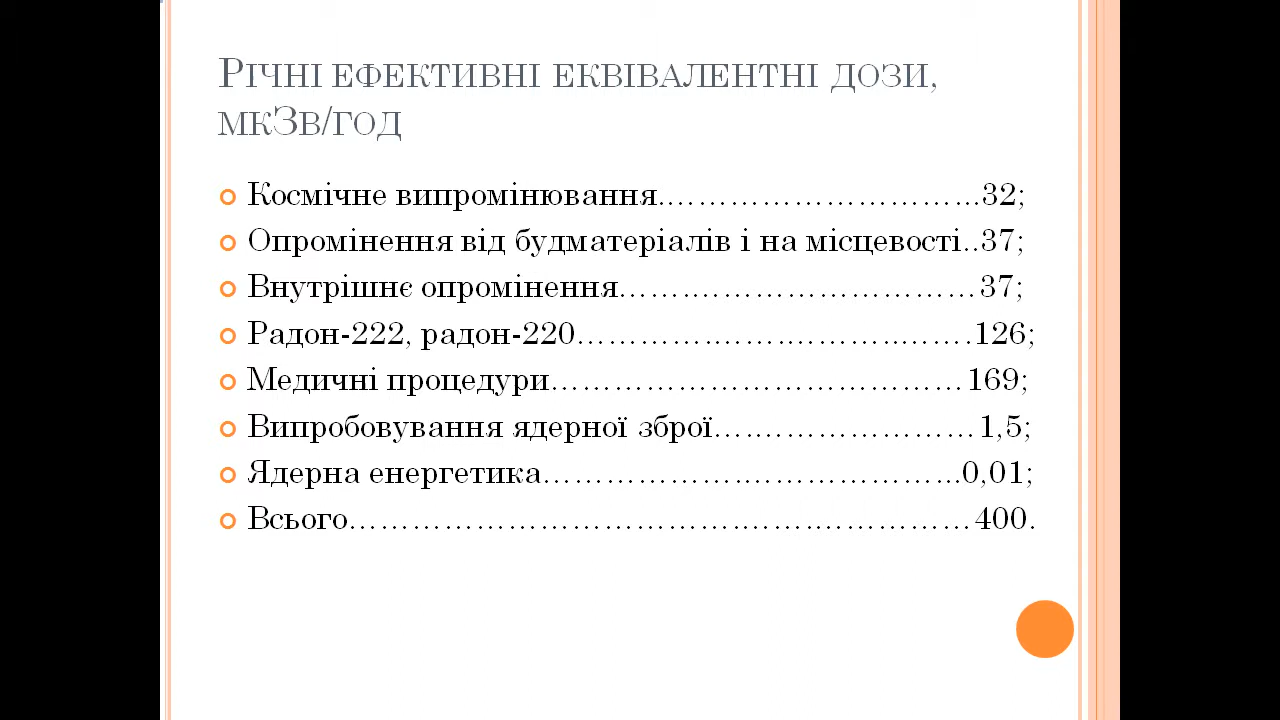 Річні ефективні еквівалентні дози,
мкЗв/год
Космічне випромінювання.…………………………...32;
Опромінення від будматеріалів і на місцевості..37;
Внутрішнє опромінення…………………………….37;
Радон-222, радон-220………………………………….126;
Медичні процедури…………………………………169;
Випробовування ядерної зброї…………………….1,5;
Ядерна енергетика…………………………………...0,01;
Всього……………………………………………………400.